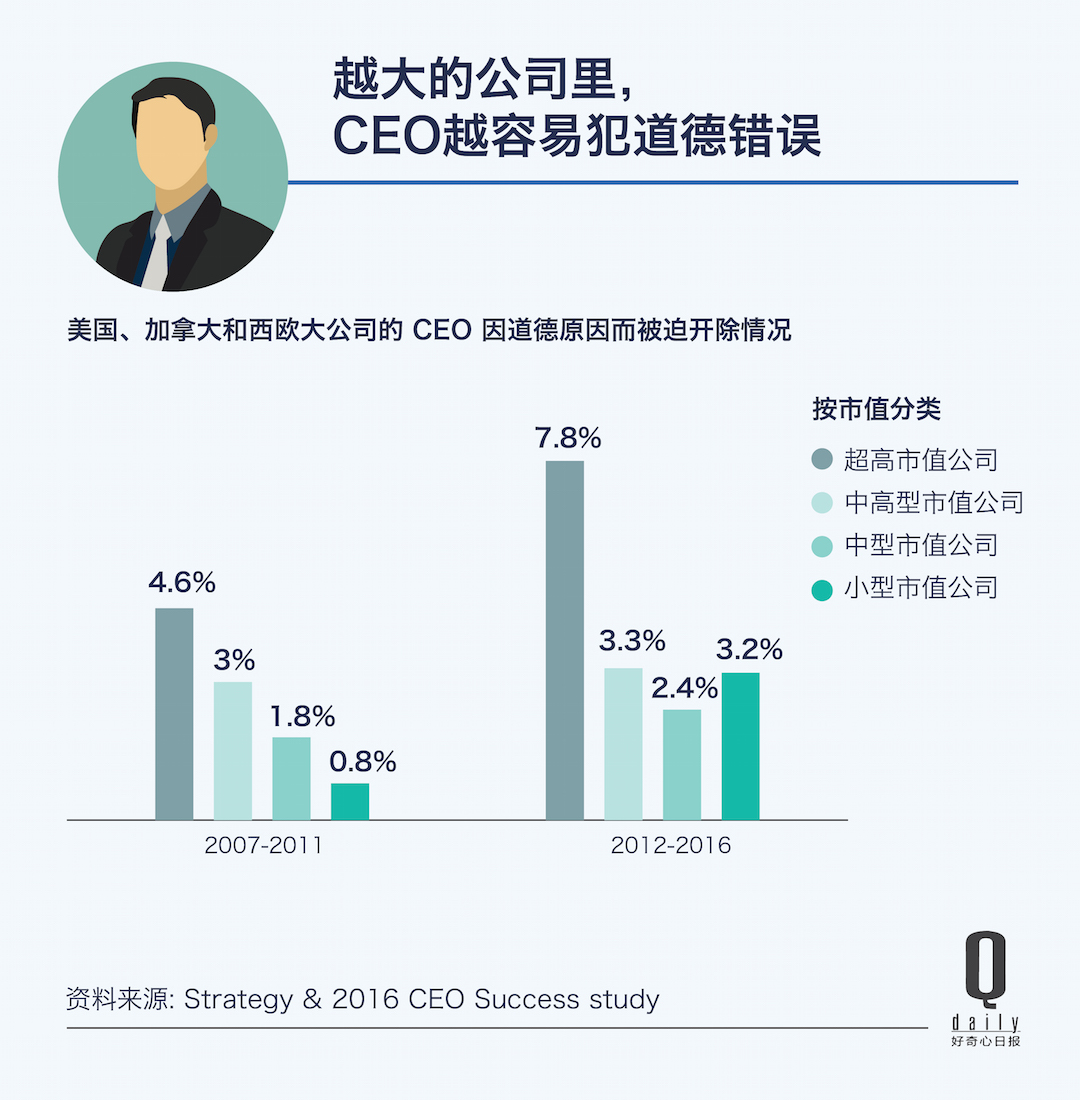 越大的公司里，
CEO越容易犯道德错误
美国、加拿大和西欧大公司的 CEO 因道德原因而被迫开除情况
按市值分类
超高市值公司
中高型市值公司
中型市值公司
小型市值公司
4.6%
3%
1.8%
0.8%
7.8%
3.3%
2.4%
3.2%
2007-2011
2012-2016
资料来源: Strategy & 2016 CEO Success study
Q
daily
好奇心日报